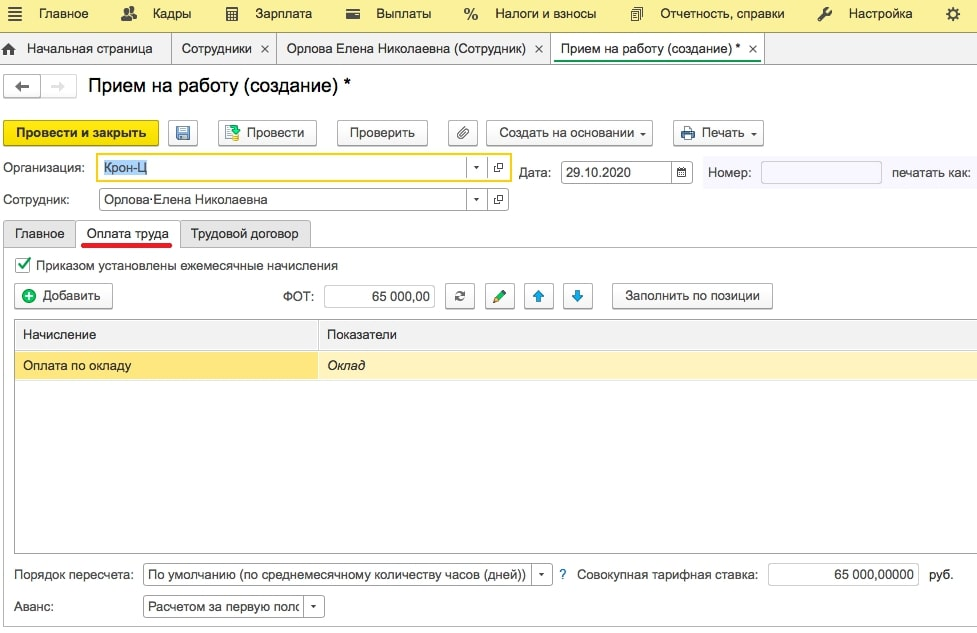 Главное Кадры Зарплата Выплаты % Налоги и взносы Отчетность, справки Настройка
Начальная страница Сотрудники × Орлова Елена Николаевна (Сотрудник) × Прием на работу (создание) * ×
Прием на работу (создание) *
Провести и закрыть Провести Проверить Создать на основании Печать
Организация: Крон-Ц Дата: 29.10.2020 Номер: печатать как:
Сотрудник: Орлова·Елена Николаевна
Главное Оплата труда Трудовой договор
Приказом установлены ежемесячные начисления
Добавить ФОТ: 65 000,00 Заполнить по позиции
Начисление Показатели
Оплата по окладу Оклад
Порядок пересчета: По умолчанию (по среднемесячному количеству часов (дней)) ? Совокупная тарифная ставка: 65 000,00000 руб.
Аванс: Расчетом за первую поло